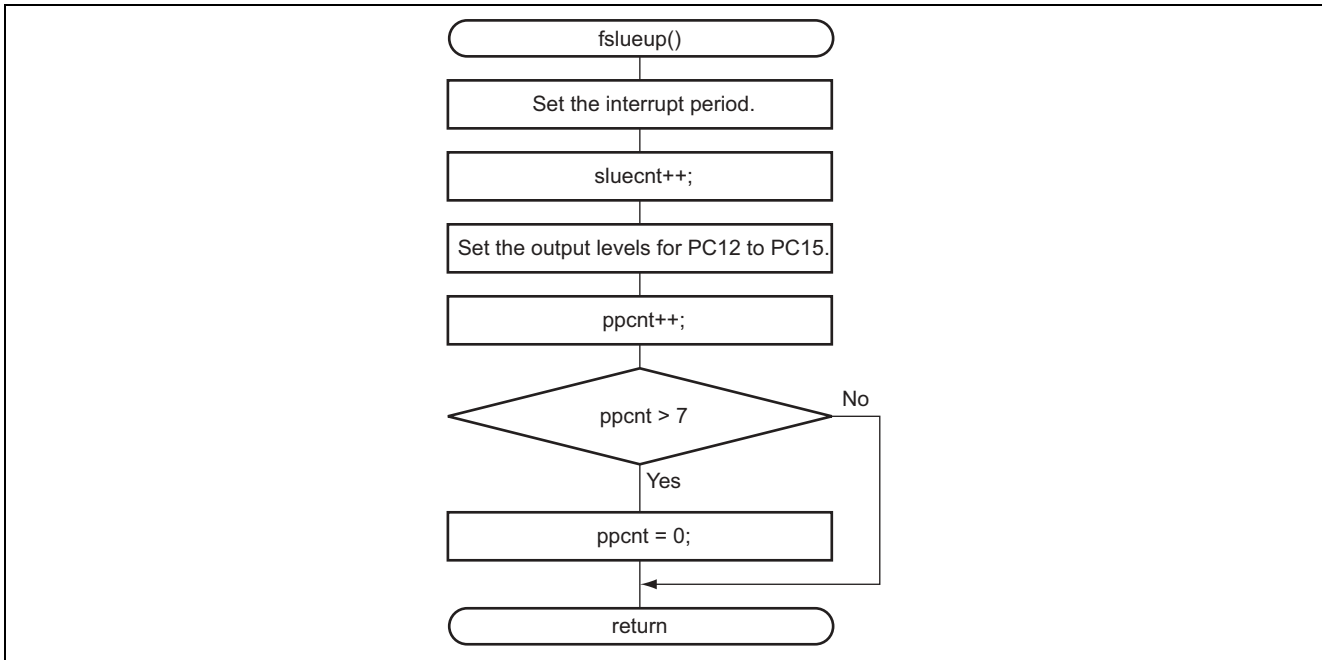 fslueup()
Set the interrupt period.
sluecnt++;
Set the output levels for PC12 to PC15.
ppcnt++;
ppcnt > 7
No
Yes
ppcnt = 0;
return